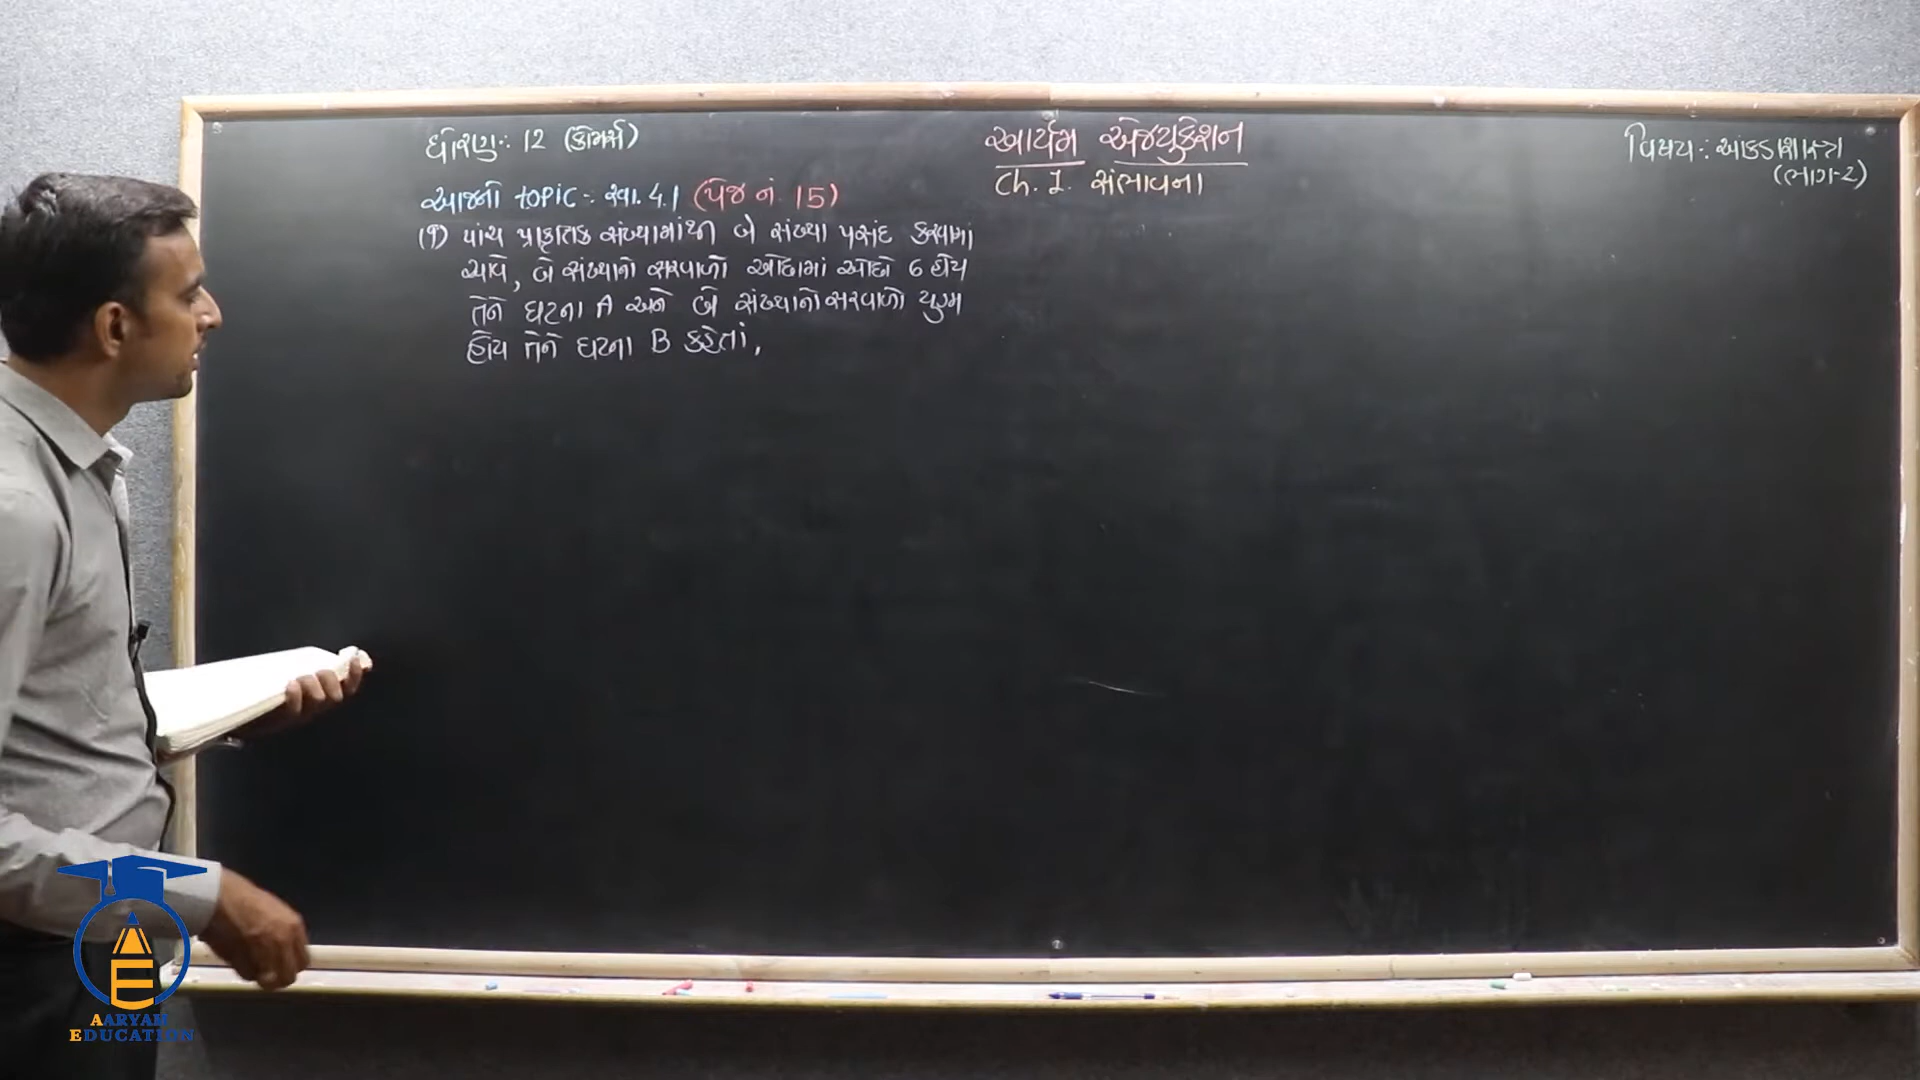 ધોરણ:- 12 (કોમર્સ)
આર્યમ એજ્યુકેશન
Ch. 1. સંભાવના
વિષય:- આંકડાશાસ્ત્ર
(ભાગ-2)
આજનો topic:- સ્વા. 4.1 (પેજ નં. 15)
(1) પાંચ પ્રાકૃતિક સંખ્યામાંથી બે સંખ્યા પસંદ કરવામાં
આવે, બે સંખ્યાનો સરવાળો ઓછામાં ઓછો 6 હોય
તેને ઘટના A અને બે સંખ્યાનો સરવાળો યુગ્મ
હોય તેને ઘટના B કહેતાં,
AARYAM
EDUCATION